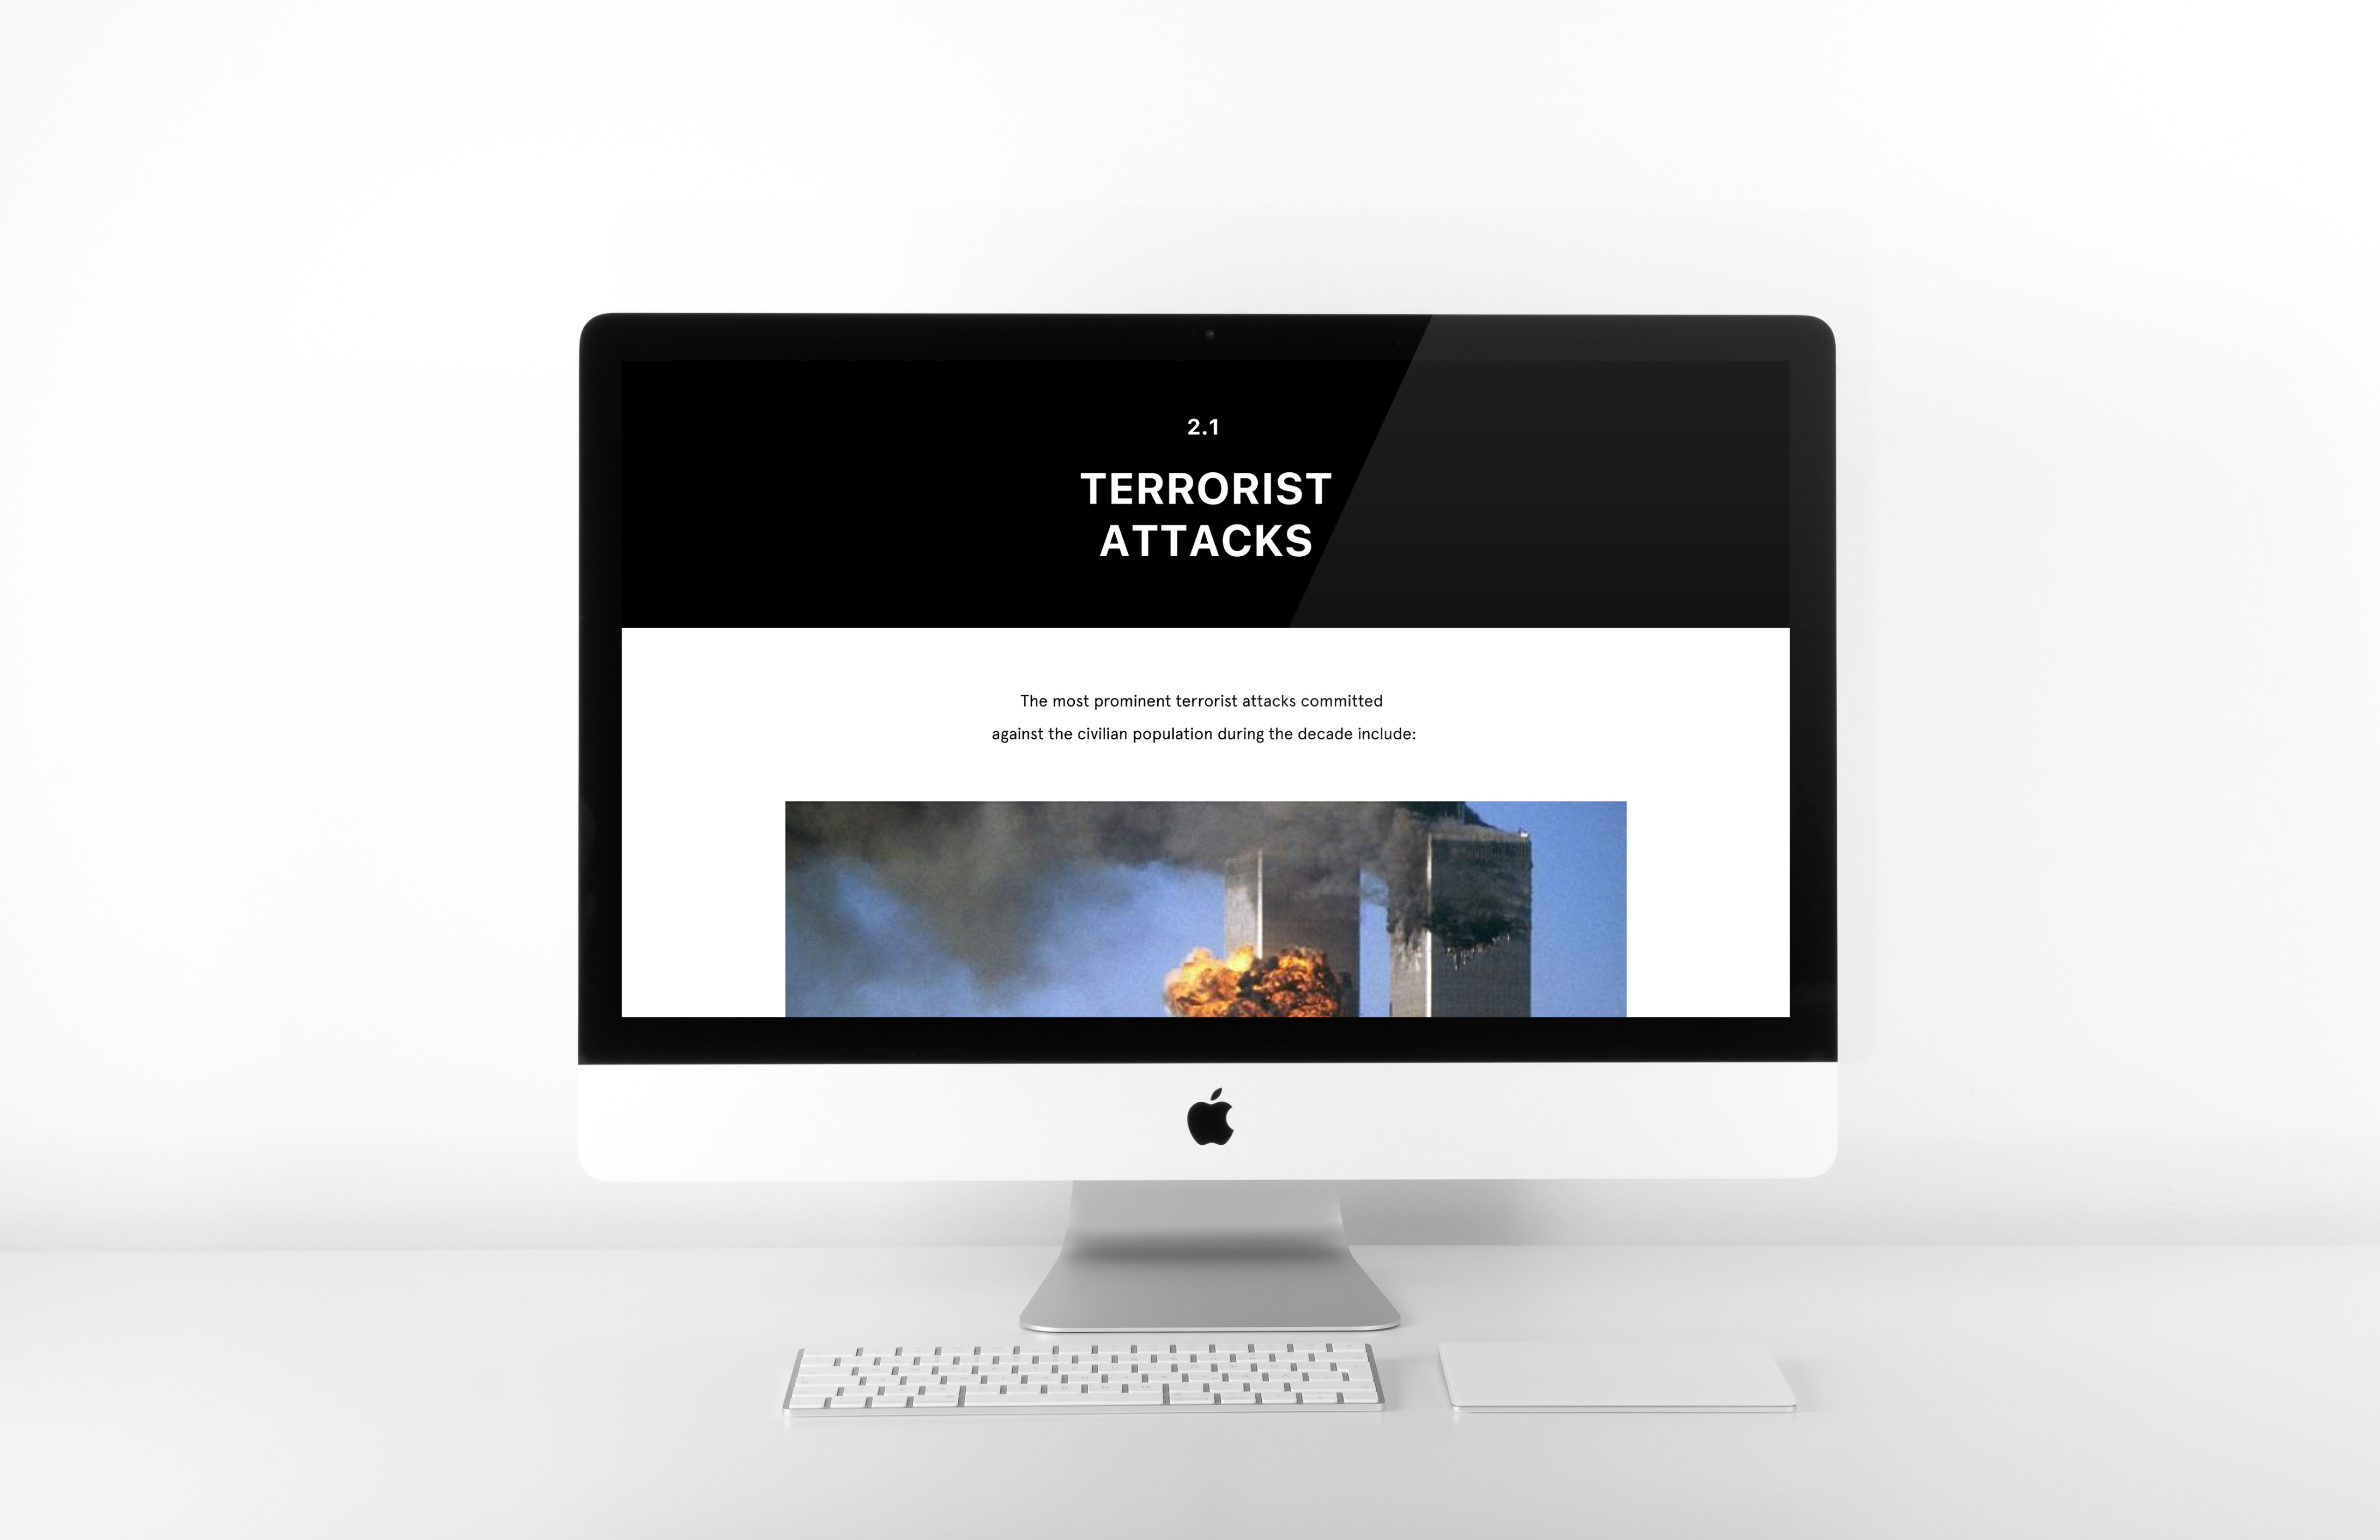 2.1
TERRORIST
ATTACKS
The most prominent terrorist attacks committed
against the civilian population during the decade include: